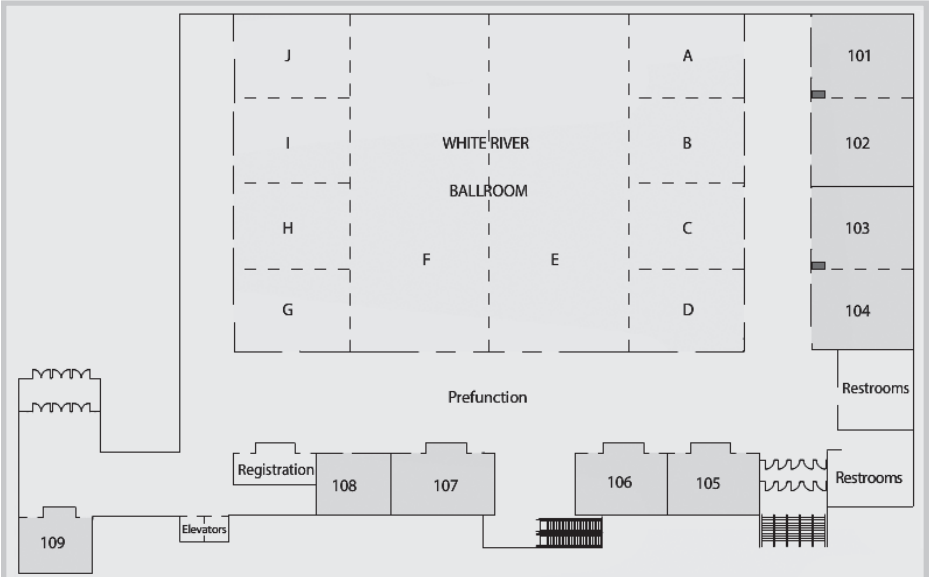 J
A
101
I
WHITE RIVER
B
102
BALLROOM
H
C
103
F
E
G
D
104
Prefunction
Restrooms
Registration
108
107
106
105
Restrooms
Elevators
109